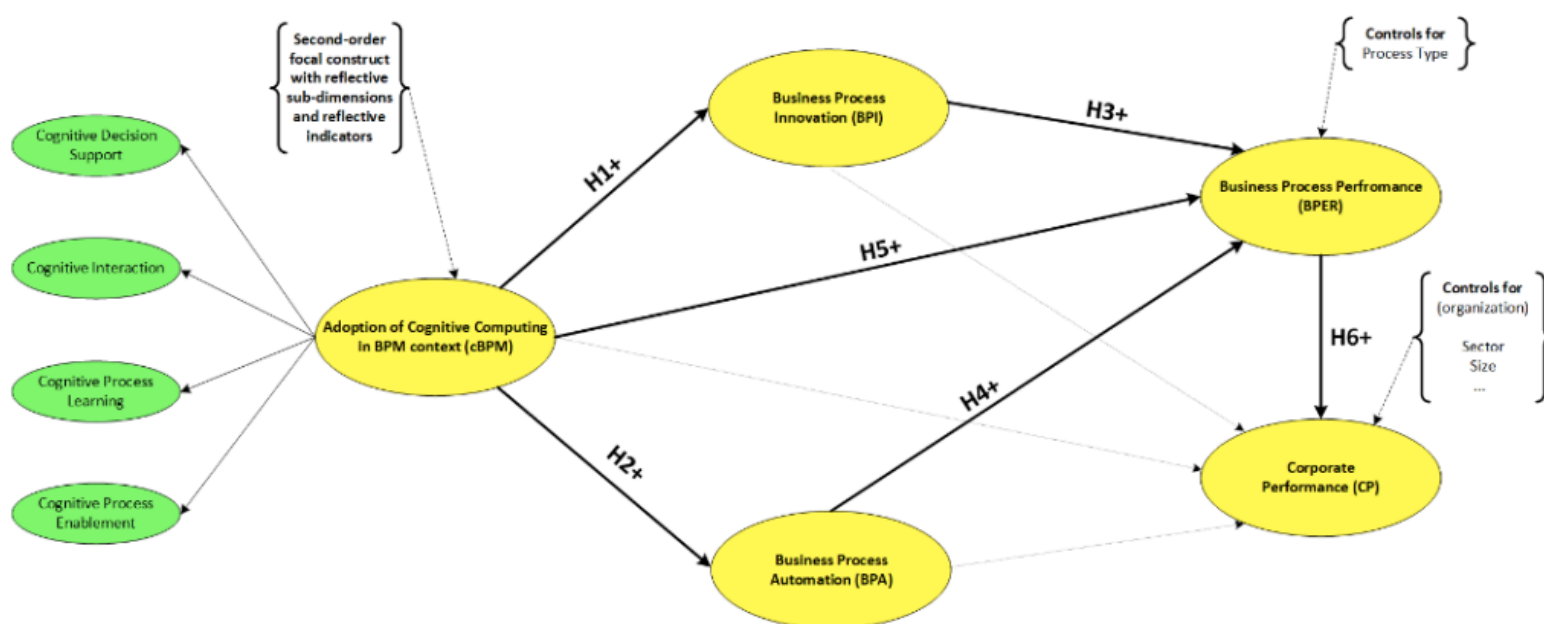 Second-order
focal construct
with reflective
sub-dimensions
and reflective
indicators
Controls for
Process Type
Cognitive Decision
Support
Cognitive Interaction
Cognitive Process
Learning
Cognitive Process
Enablement
Adoption of Cognitive Computing
in BPM context (cBPM)
Business Process
Innovation (BPI)
Business Process
Automation (BPA)
Business Process Perfromance
(BPER)
Corporate
Performance (CP)
Controls for
(organization)
Sector
Size
...
H1+
H2+
H3+
H4+
H5+
H6+